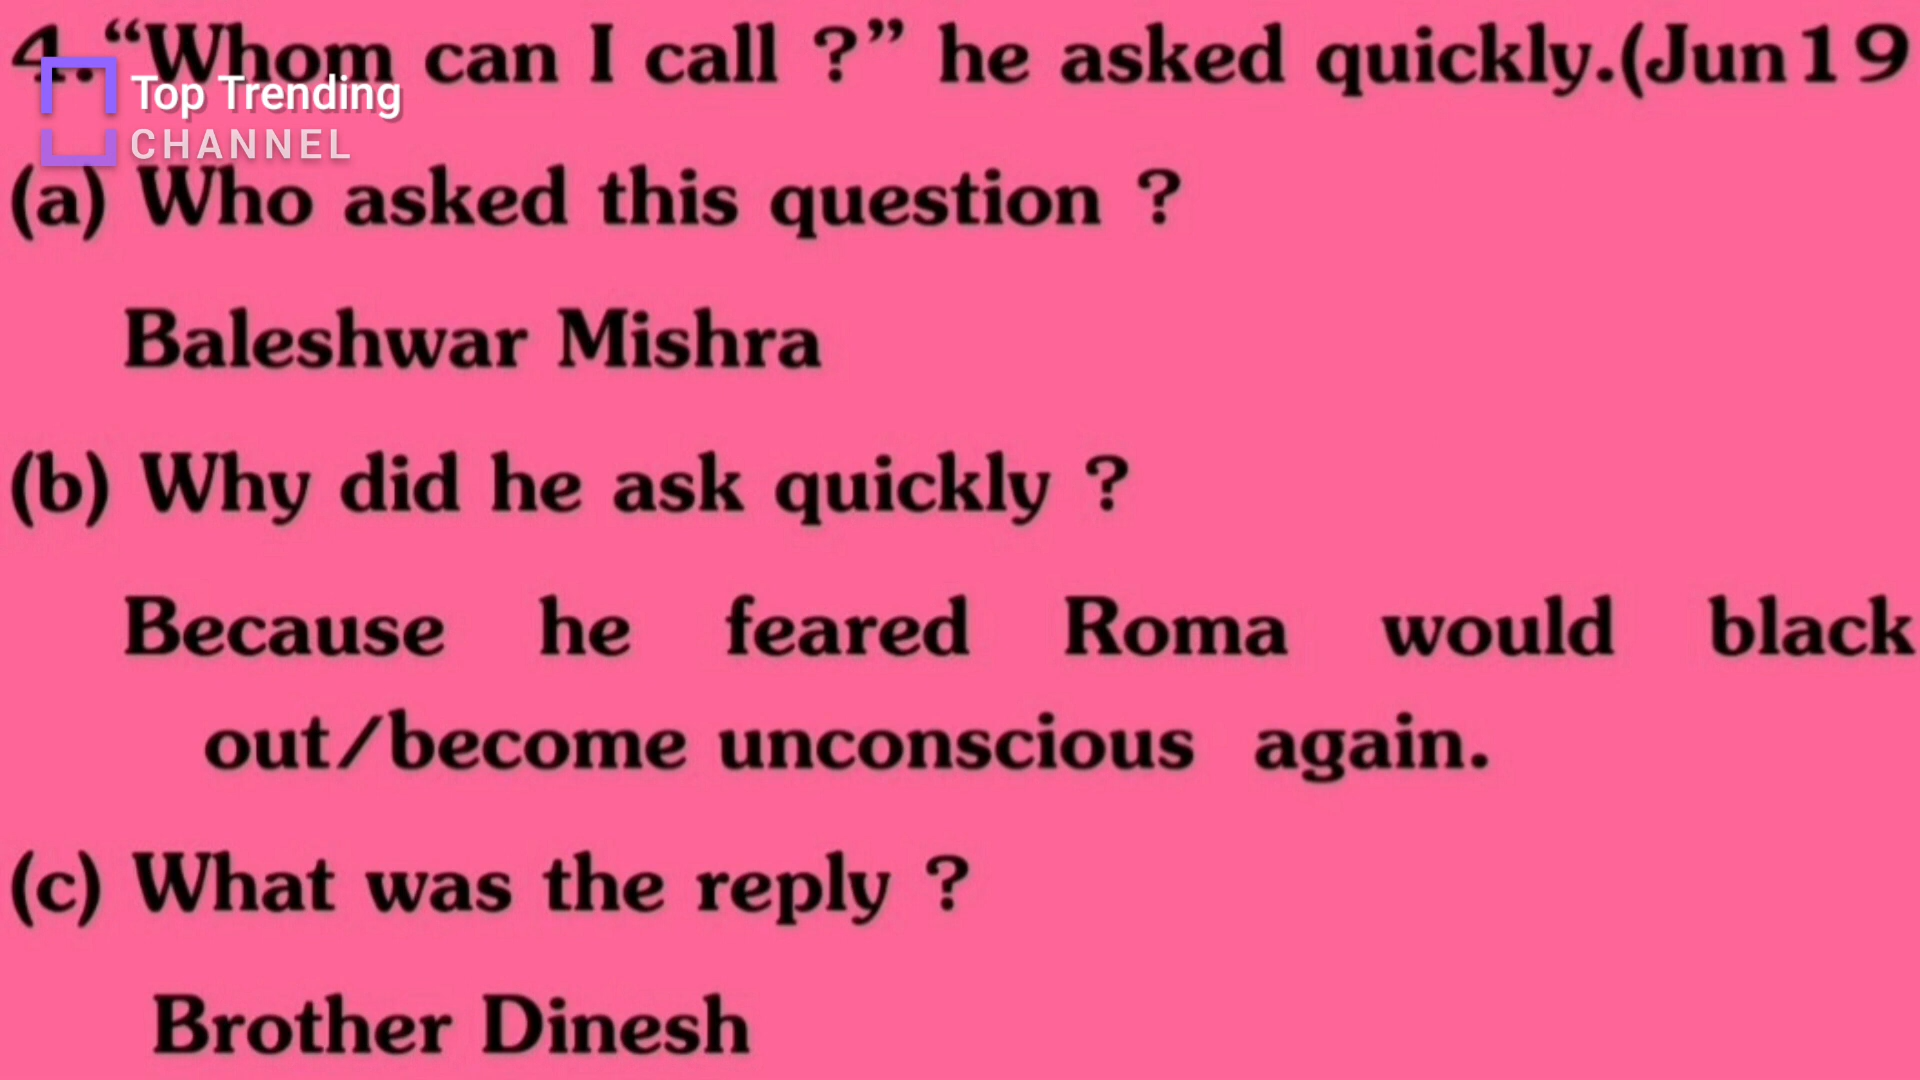 4. “Whom can I call ?” he asked quickly.(Jun19
Top Trending
CHANNEL
(a) Who asked this question ?
Baleshwar Mishra
(b) Why did he ask quickly ?
Because he feared Roma would black
out/become unconscious again.
(c) What was the reply ?
Brother Dinesh